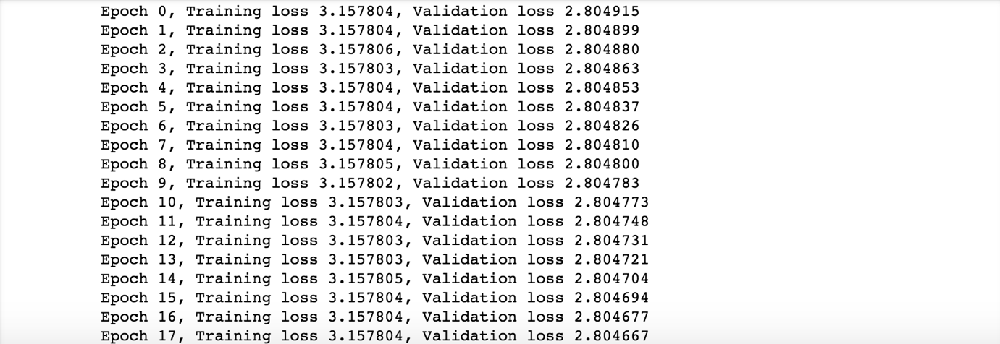 Epoch 0, Training loss 3.157804, Validation loss 2.804915
Epoch 1, Training loss 3.157804, Validation loss 2.804899
Epoch 2, Training loss 3.157806, Validation loss 2.804880
Epoch 3, Training loss 3.157803, Validation loss 2.804863
Epoch 4, Training loss 3.157804, Validation loss 2.804853
Epoch 5, Training loss 3.157804, Validation loss 2.804837
Epoch 6, Training loss 3.157803, Validation loss 2.804826
Epoch 7, Training loss 3.157804, Validation loss 2.804810
Epoch 8, Training loss 3.157805, Validation loss 2.804800
Epoch 9, Training loss 3.157802, Validation loss 2.804783
Epoch 10, Training loss 3.157803, Validation loss 2.804773
Epoch 11, Training loss 3.157804, Validation loss 2.804748
Epoch 12, Training loss 3.157803, Validation loss 2.804731
Epoch 13, Training loss 3.157803, Validation loss 2.804721
Epoch 14, Training loss 3.157805, Validation loss 2.804704
Epoch 15, Training loss 3.157804, Validation loss 2.804694
Epoch 16, Training loss 3.157804, Validation loss 2.804677
Epoch 17, Training loss 3.157804, Validation loss 2.804667